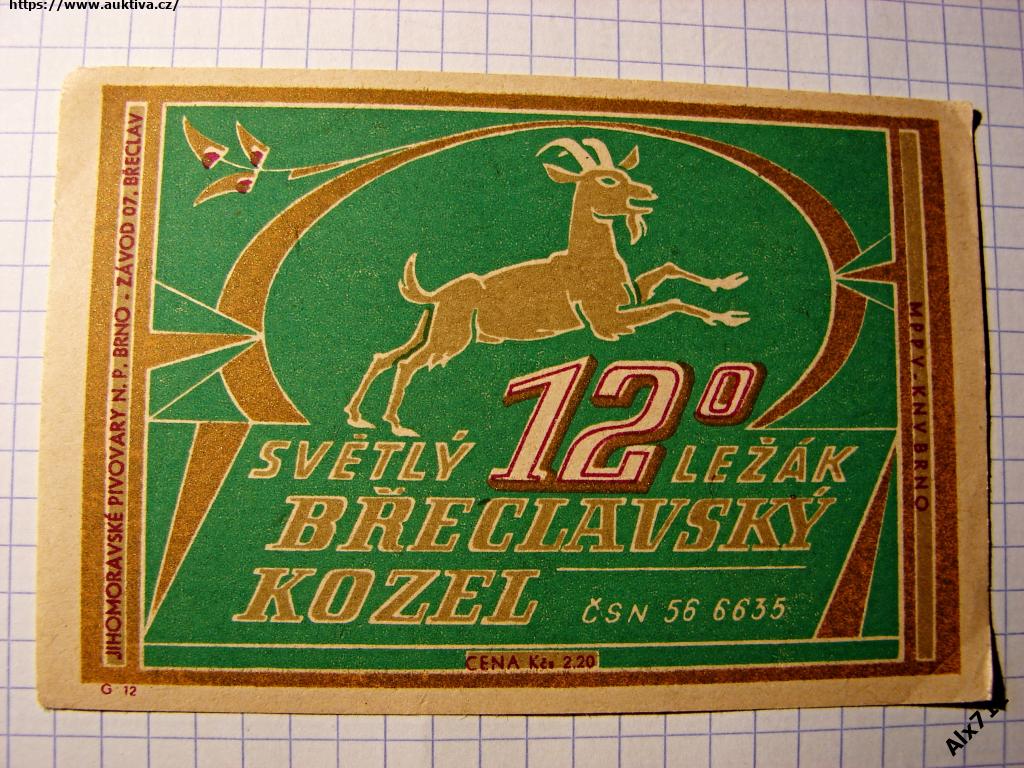 https://www.auktiva.cz/
JIHOMORAVSKÉ PIVOVARY N. P. BRNO - ZÁVOD 07, BŘECLAV
12°
SVĚTLÝ LEŽÁK
BŘECLAVSKÝ
KOZEL
ČSN 56 6635
CENA Kčs 2.20
MPPV-KNV BRNO
G 12